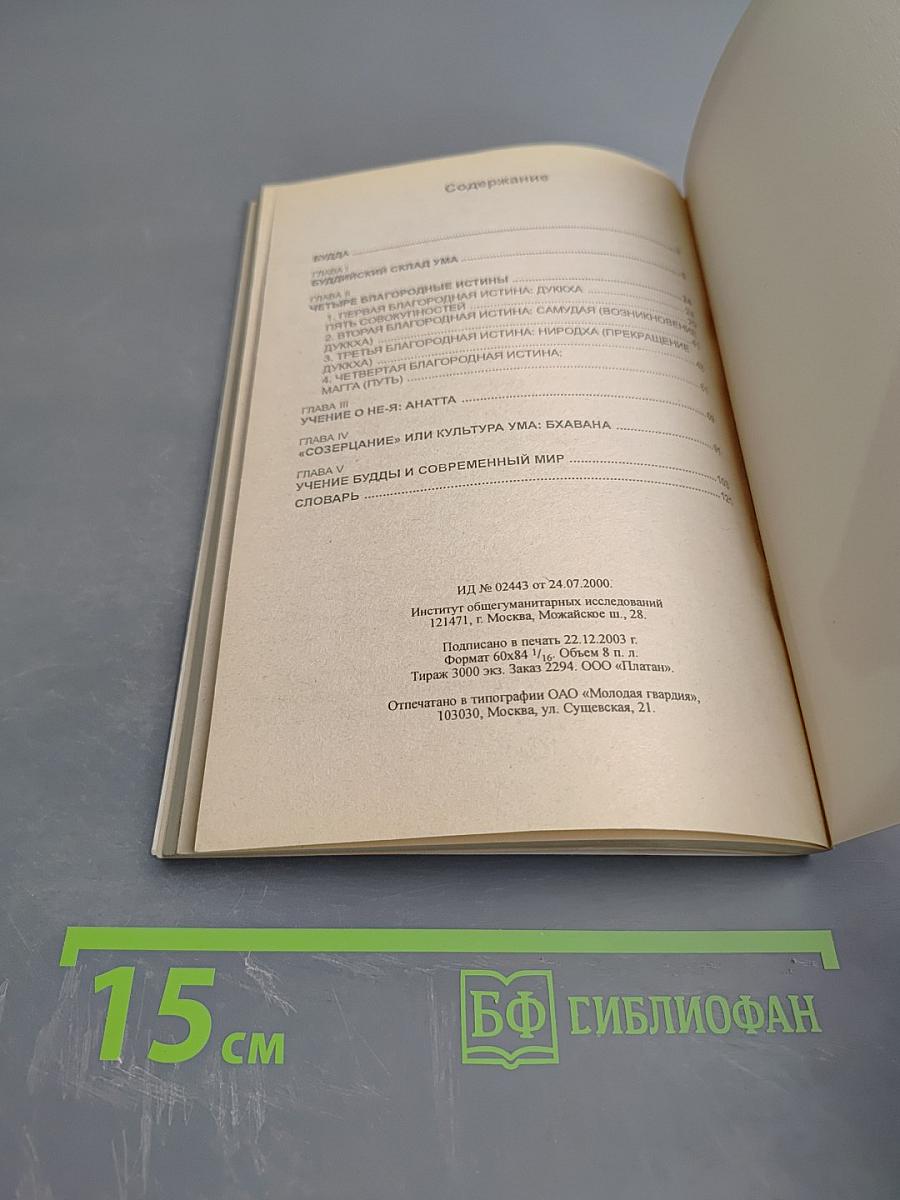 Содержание
БУДДА
ГЛАВА I
БУДДИЙСКИЙ СКЛАД УМА
ГЛАВА II
ЧЕТЫРЕ БЛАГОРОДНЫЕ ИСТИНЫ
1. ПЕРВАЯ БЛАГОРОДНАЯ ИСТИНА: ДУККХА
ПЯТЬ СОВОКУПНОСТЕЙ
2. ВТОРАЯ БЛАГОРОДНАЯ ИСТИНА: САМУДАЯ (ВОЗНИКНОВЕНИЕ
ДУККХА)
3. ТРЕТЬЯ БЛАГОРОДНАЯ ИСТИНА: НИРОДХА (ПРЕКРАЩЕНИЕ
ДУККХА)
4. ЧЕТВЕРТАЯ БЛАГОРОДНАЯ ИСТИНА:
МАГГА (ПУТЬ)
ГЛАВА III
УЧЕНИЕ О НЕ-Я: АНАТТА
ГЛАВА IV
«СОЗЕРЦАНИЕ» ИЛИ КУЛЬТУРА УМА: БХАВАНА
ГЛАВА V
УЧЕНИЕ БУДДЫ И СОВРЕМЕННЫЙ МИР
СЛОВАРЬ
ИД № 02443 от 24.07.2000.
Институт общегуманитарных исследований
121471, г. Москва, Можайское ш., 28.
Подписано в печать 22.12.2003 г.
Формат 60х84 1/16. Объем 8 п. л.
Тираж 3000 экз. Заказ 2294. ООО «Платан».
Отпечатано в типографии ОАО «Молодая гвардия»,
103030, Москва, ул. Сущевская, 21.
15 см
БФ БИБЛИОФАН